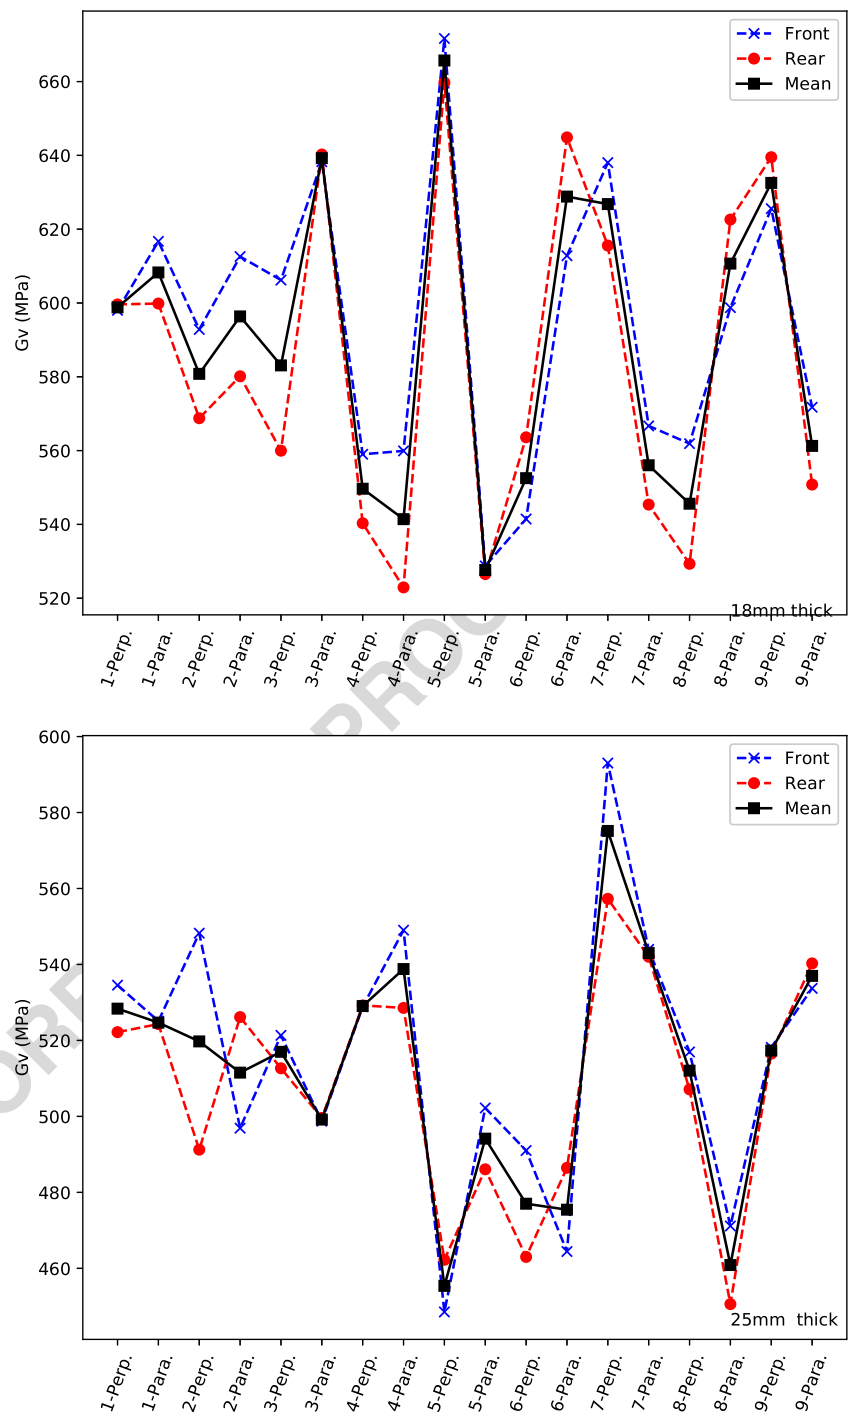 Front
Rear
Mean
660
640
620
600
580
560
540
520
Gv (MPa)
18mm thick
1-Perp.
1-Para.
2-Perp.
2-Para.
3-Perp.
3-Para.
4-Perp.
4-Para.
5-Perp.
5-Para.
6-Perp.
6-Para.
7-Perp.
7-Para.
8-Perp.
8-Para.
9-Perp.
9-Para.
PROO
600
Front
Rear
Mean
580
560
540
520
500
480
460
Gv (MPa)
25mm  thick
1-Perp.
1-Para.
2-Perp.
2-Para.
3-Perp.
3-Para.
4-Perp.
4-Para.
5-Perp.
5-Para.
6-Perp.
6-Para.
7-Perp.
7-Para.
8-Perp.
8-Para.
9-Perp.
9-Para.